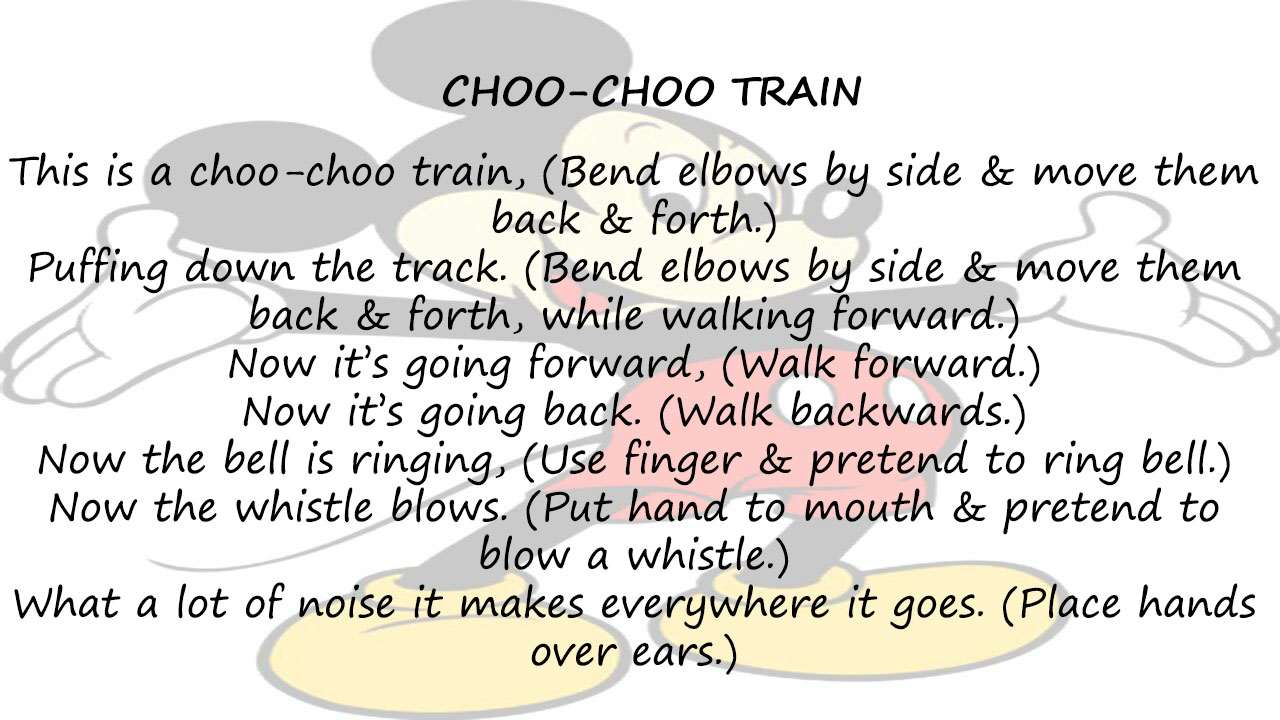 CHOO-CHOO TRAIN
This is a choo-choo train, (Bend elbows by side & move them
back & forth.)
Puffing down the track. (Bend elbows by side & move them
back & forth, while walking forward.)
Now it’s going forward, (Walk forward.)
Now it’s going back. (Walk backwards.)
Now the bell is ringing, (Use finger & pretend to ring bell.)
Now the whistle blows. (Put hand to mouth & pretend to
blow a whistle.)
What a lot of noise it makes everywhere it goes. (Place hands
over ears.)